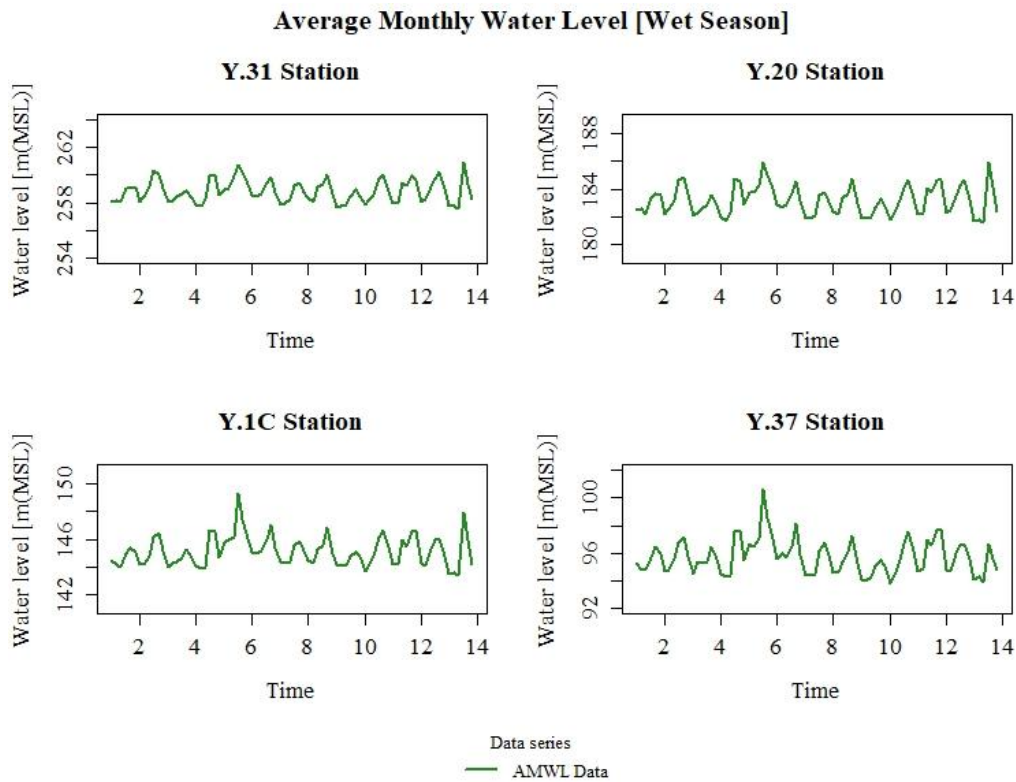 Average Monthly Water Level [Wet Season]
Y.31 Station
Water level [m(MSL)]
262
258
254
2 4 6 8 10 12 14
Time
Y.20 Station
Water level [m(MSL)]
188
184
180
2 4 6 8 10 12 14
Time
Y.1C Station
Water level [m(MSL)]
150
146
142
2 4 6 8 10 12 14
Time
Y.37 Station
Water level [m(MSL)]
100
96
92
2 4 6 8 10 12 14
Time
Data series
AMWL Data